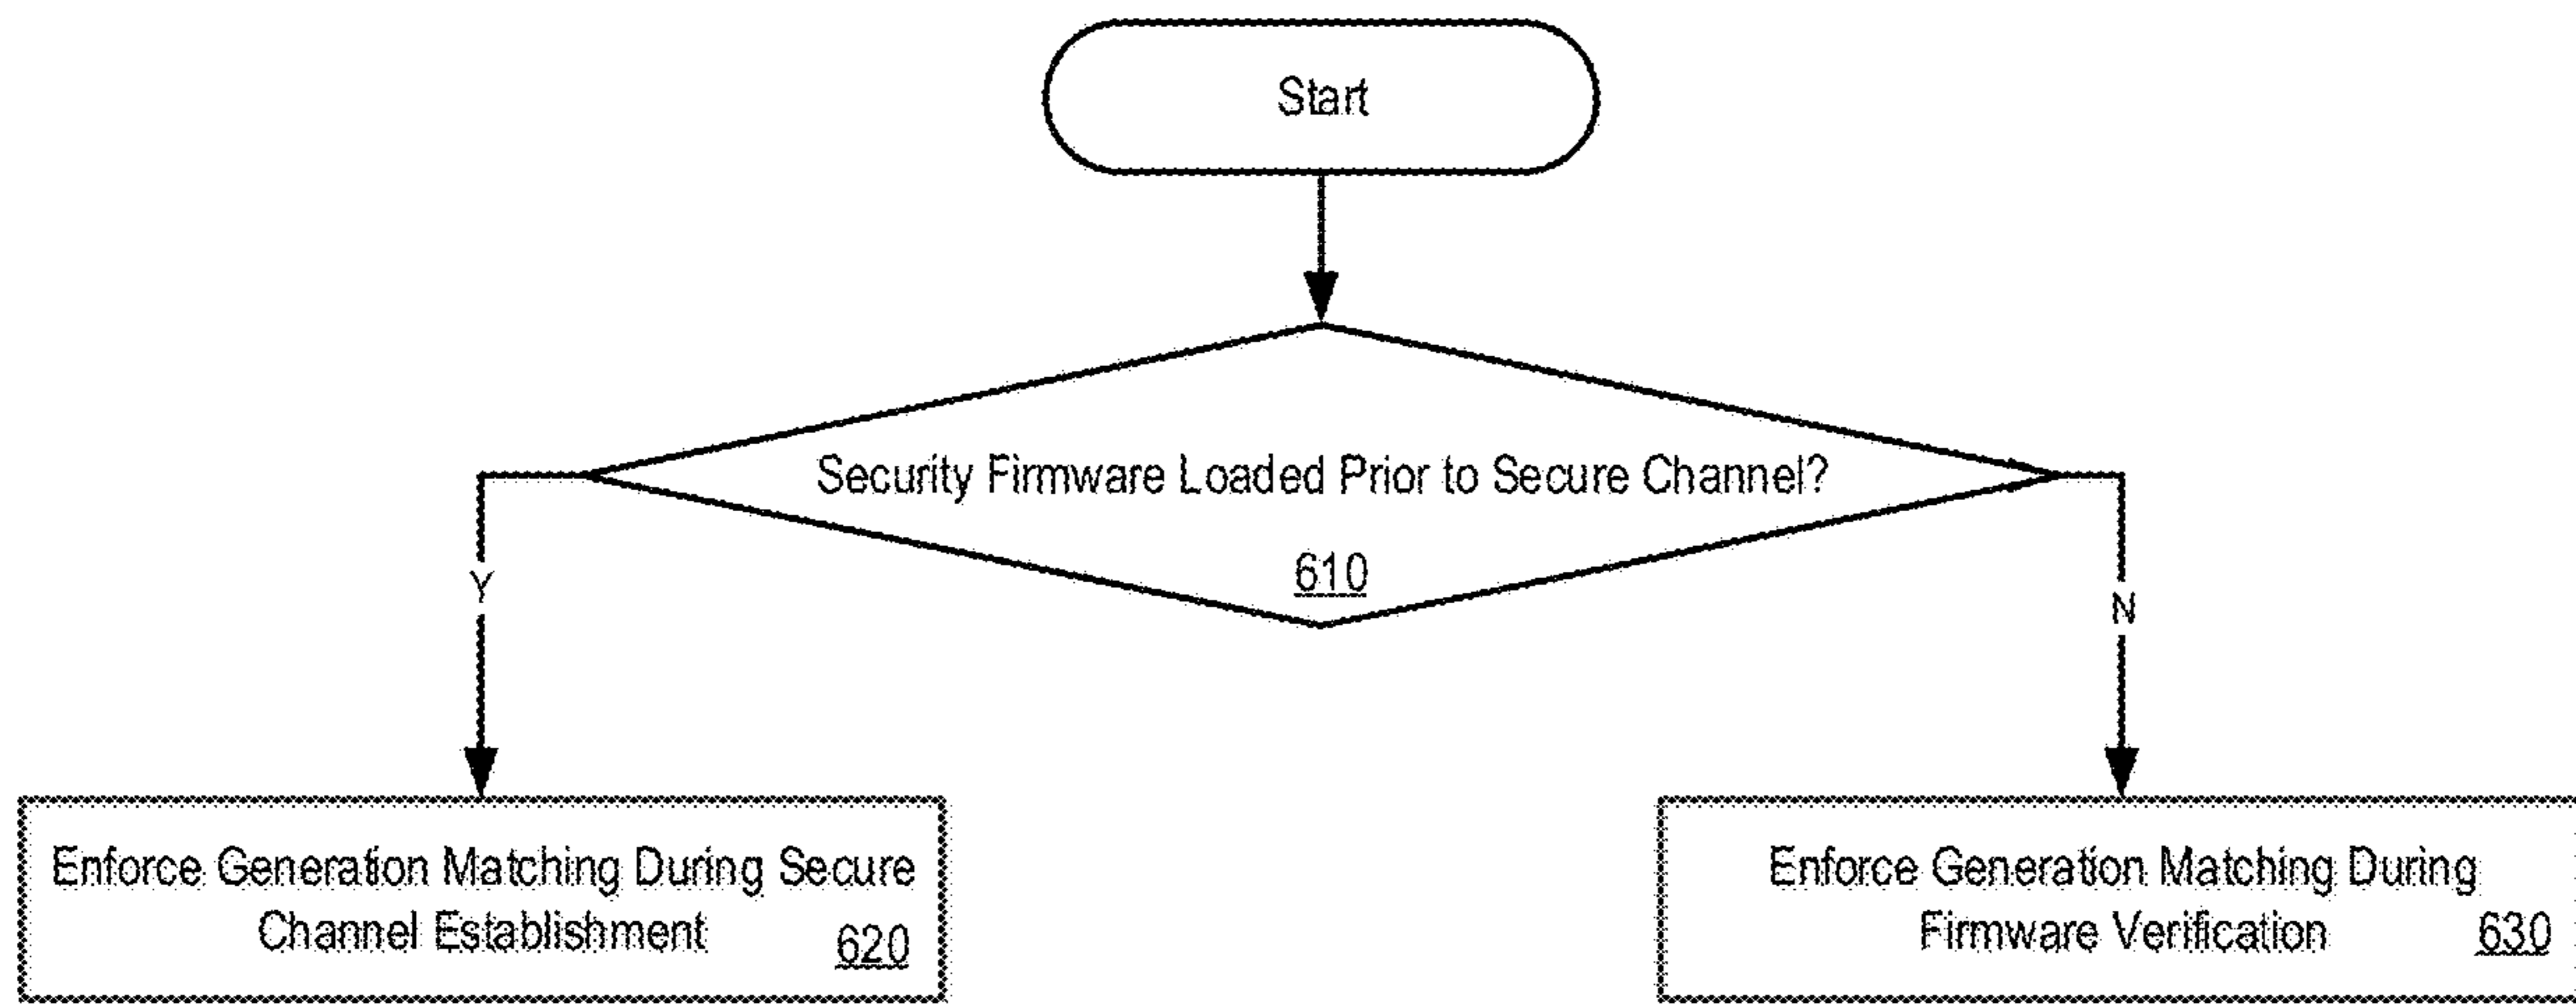 Start
Security Firmware Loaded Prior to Secure Channel?
610
Y
N
Enforce Generation Matching During Secure
Channel Establishment 620
Enforce Generation Matching During
Firmware Verification 630